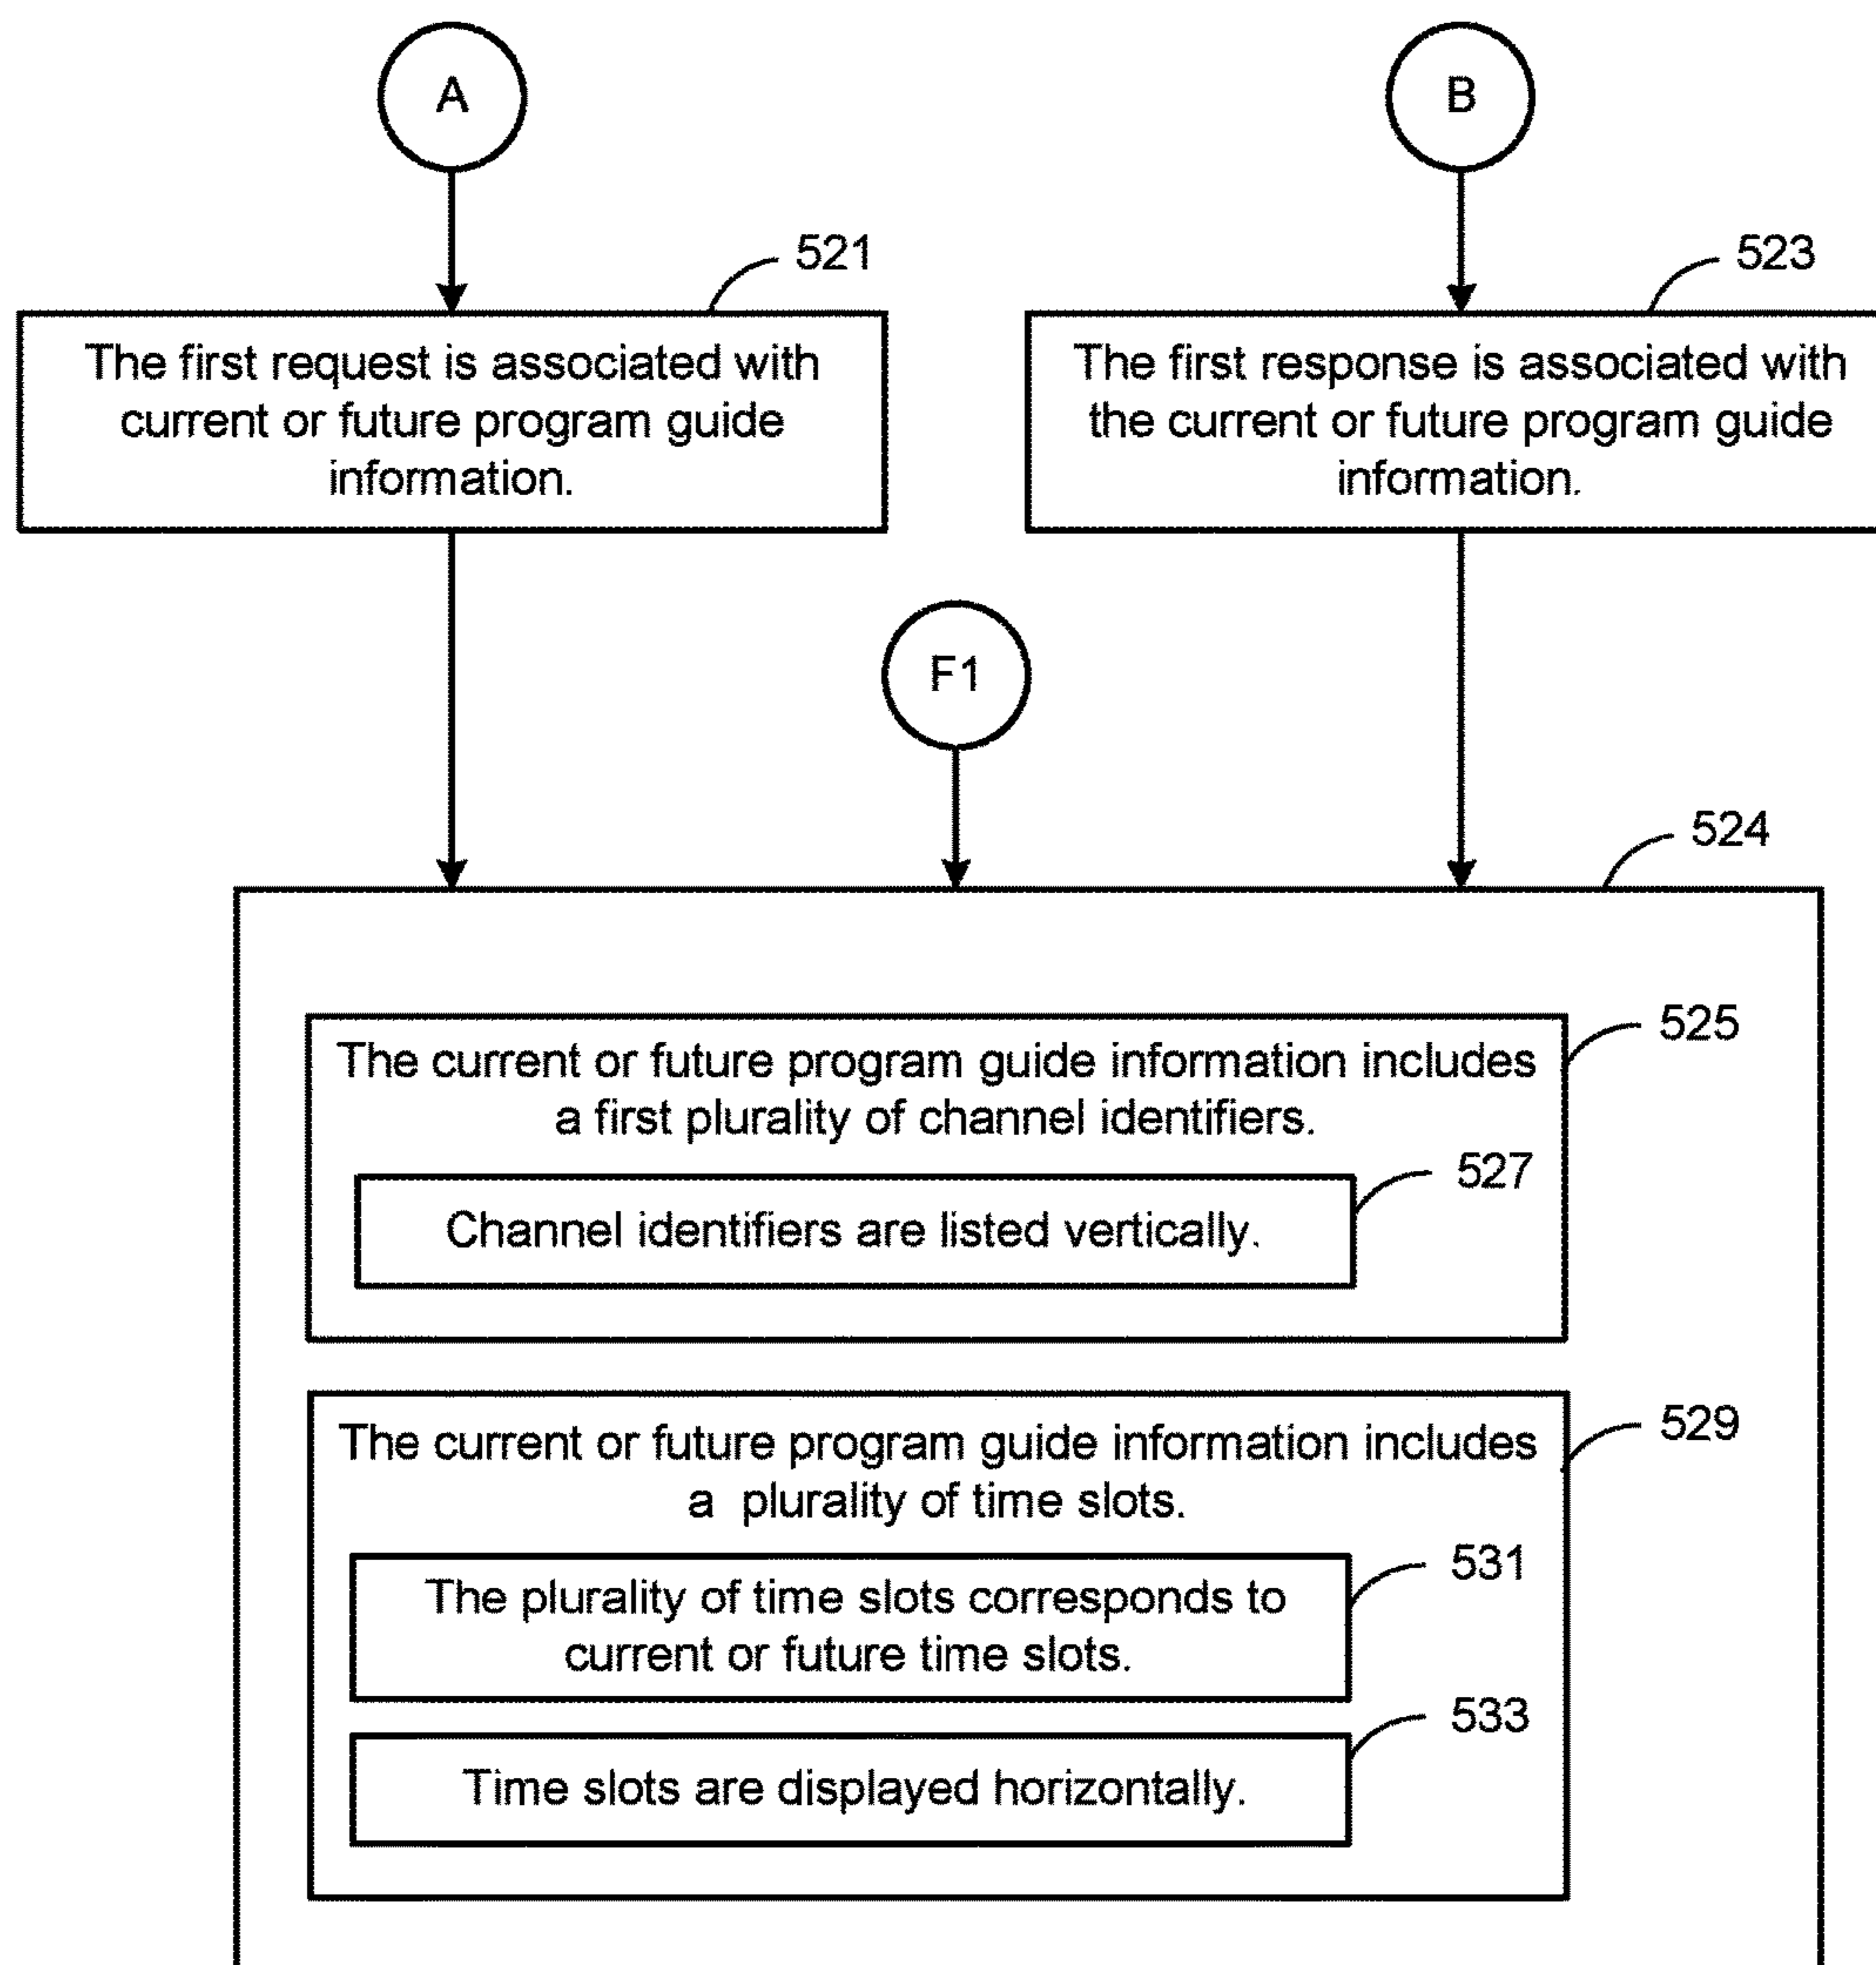 A
B
521
523
The first request is associated with
current or future program guide
information.
The first response is associated with
the current or future program guide
information.
F1
524
525
The current or future program guide information includes
a first plurality of channel identifiers.
527
Channel identifiers are listed vertically.
529
The current or future program guide information includes
a plurality of time slots.
531
The plurality of time slots corresponds to
current or future time slots.
533
Time slots are displayed horizontally.